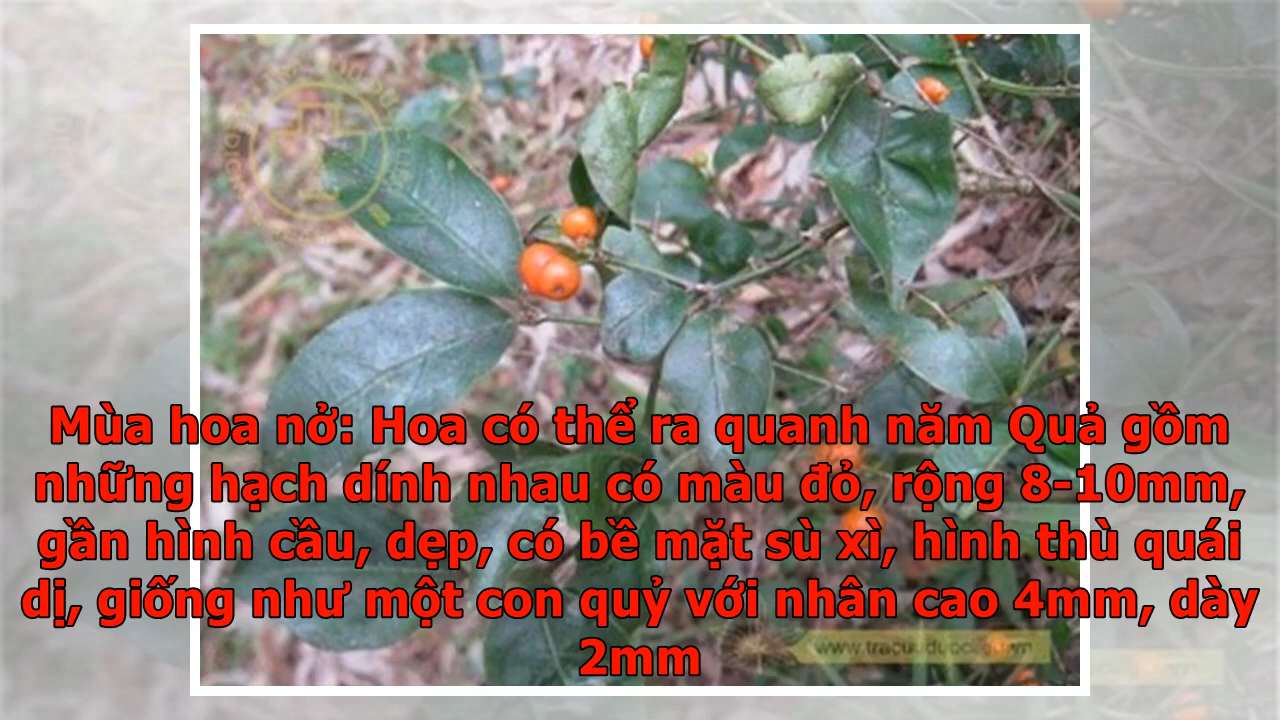 Mùa hoa nở: Hoa có thể ra quanh năm Quả gồm
những hạch dính nhau có màu đỏ, rộng 8-10mm,
gần hình cầu, dẹp, có bề mặt sù xì, hình thù quái
dị, giống như một con quỷ với nhân cao 4mm, dày
2mm